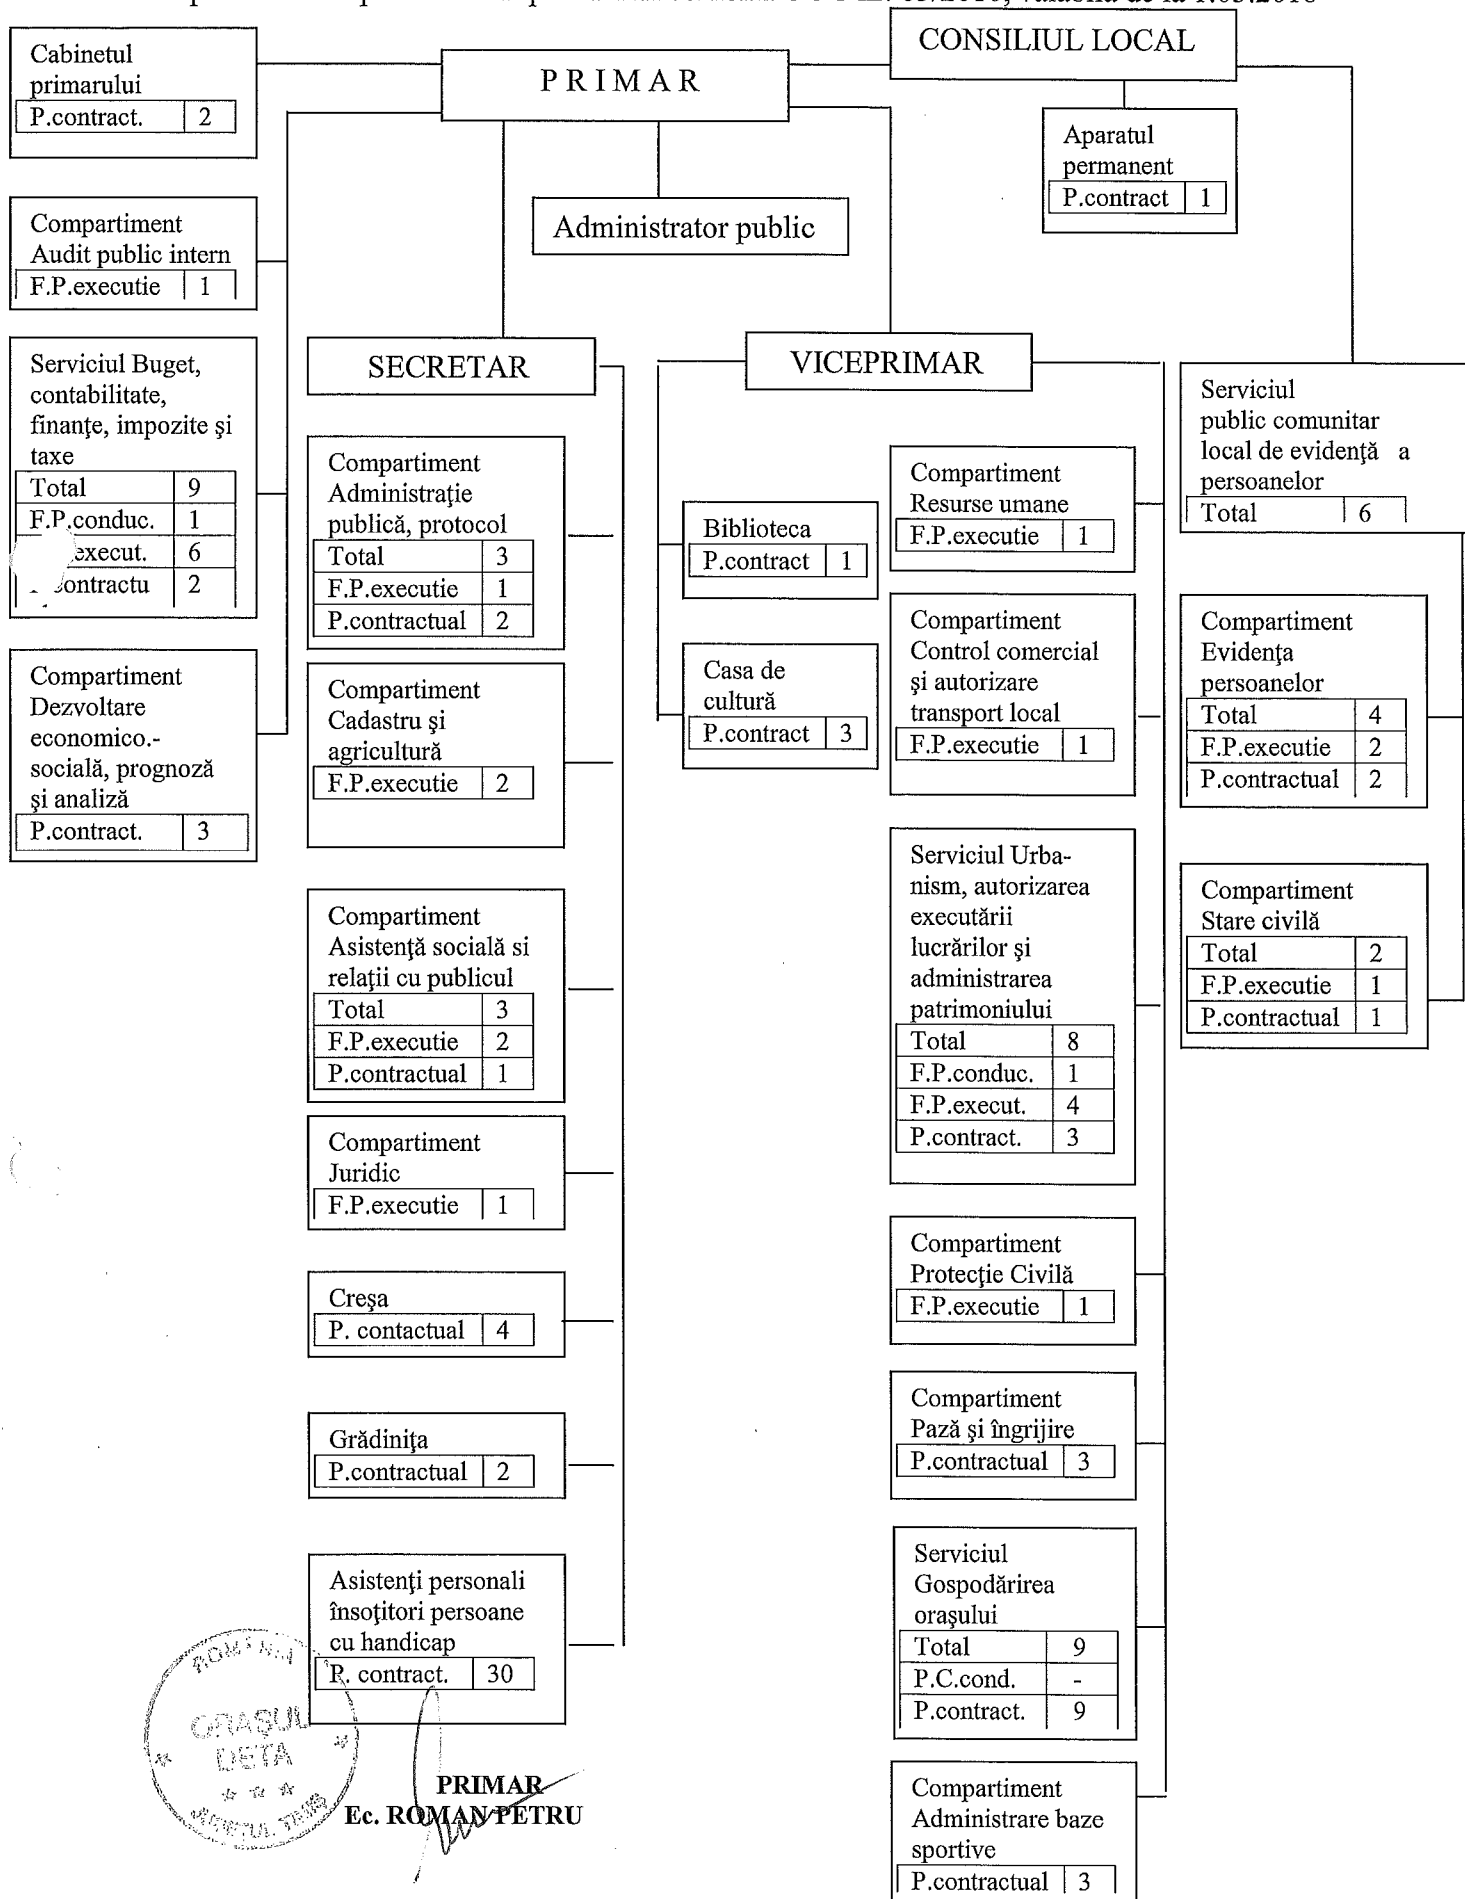 CONSILIUL LOCAL
PRIMAR
Cabinetul
primarului
P.contract. 2
Aparatul
permanent
P.contract 1
Administrator public
Compartiment
Audit public intern
F.P.executie 1
Serviciul Buget,
contabilitate,
finanţe, impozite şi
taxe
Total 9
F.P.conduc. 1
execut. 6
contractu 2
Compartiment
Dezvoltare
economico.-
socială, prognoză
şi analiză
P.contract. 3
SECRETAR
Compartiment
Administraţie
publică, protocol
Total 3
F.P.executie 1
P.contractual 2
Compartiment
Cadastru şi
agricultură
F.P.executie 2
Compartiment
Asistenţă socială si
relaţii cu publicul
Total 3
F.P.executie 2
P.contractual 1
Compartiment
Juridic
F.P.executie 1
Creşa
P. contactual 4
Grădiniţa
P.contractual 2
Asistenţi personali
însoţitori persoane
cu handicap
P. contract. 30
VICEPRIMAR
Biblioteca
P.contract 1
Casa de
cultură
P.contract 3
Compartiment
Resurse umane
F.P.executie 1
Compartiment
Control comercial
şi autorizare
transport local
F.P.executie 1
Serviciul Urba-
nism, autorizarea
executării
lucrărilor şi
administrarea
patrimoniului
Total 8
F.P.conduc. 1
F.P.execut. 4
P.contract. 3
Compartiment
Protecţie Civilă
F.P.executie 1
Compartiment
Pază şi îngrijire
P.contractual 3
Serviciul
Gospodărirea
oraşului
Total 9
P.C.cond. -
P.contract. 9
Compartiment
Administrare baze
sportive
P.contractual 3
Serviciul
public comunitar
local de evidenţă a
persoanelor
Total 6
Compartiment
Evidenţa
persoanelor
Total 4
F.P.executie 2
P.contractual 2
Compartiment
Stare civilă
Total 2
F.P.executie 1
P.contractual 1
ROMÂNIA
ORAŞUL
DETA
JUDEŢUL TIMIŞ
PRIMAR
Ec. ROMAN PETRU